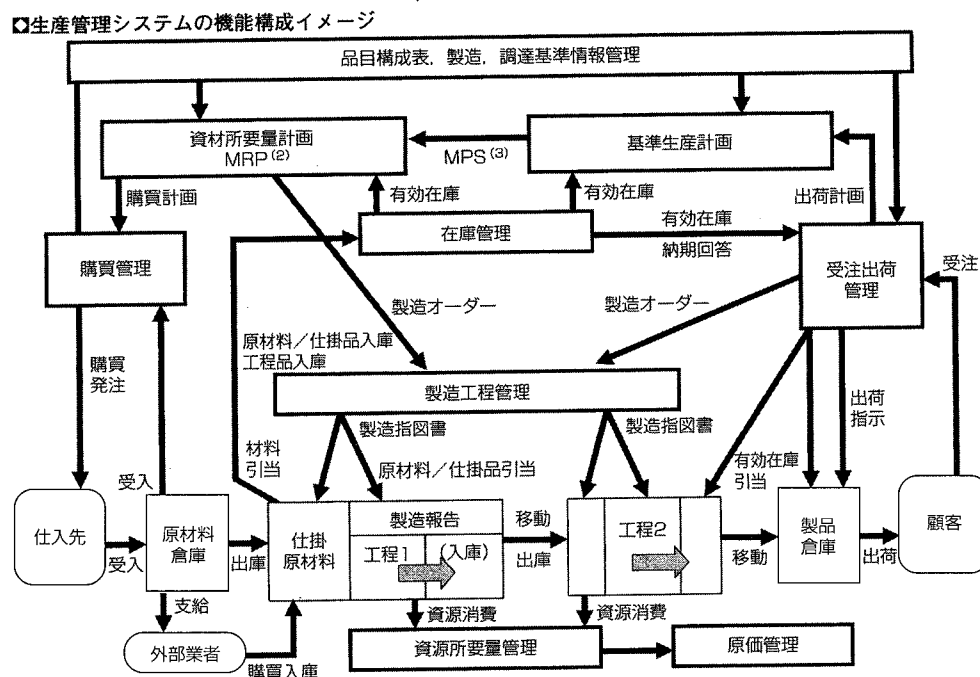 ◘生産管理システムの機能構成イメージ
品目構成表，製造，調達基準情報管理
資材所要量計画
MRP(2)
MPS(3)
基準生産計画
購買計画
有効在庫
有効在庫
出荷計画
在庫管理
有効在庫
納期回答
購買管理
受注出荷
管理
受注
製造オーダー
製造オーダー
原材料／仕掛品入庫
工程品入庫
購買
発注
製造工程管理
出荷
指示
製造指図書
製造指図書
材料
引当
原材料／仕掛品引当
有効在庫
引当
受入
仕入先
受入
原材料
倉庫
出庫
仕掛
原材料
製造報告
工程1
(入庫)
移動
出庫
工程2
移動
製品
倉庫
出荷
顧客
支給
資源消費
資源消費
外部業者
購買入庫
資源所要量管理
原価管理